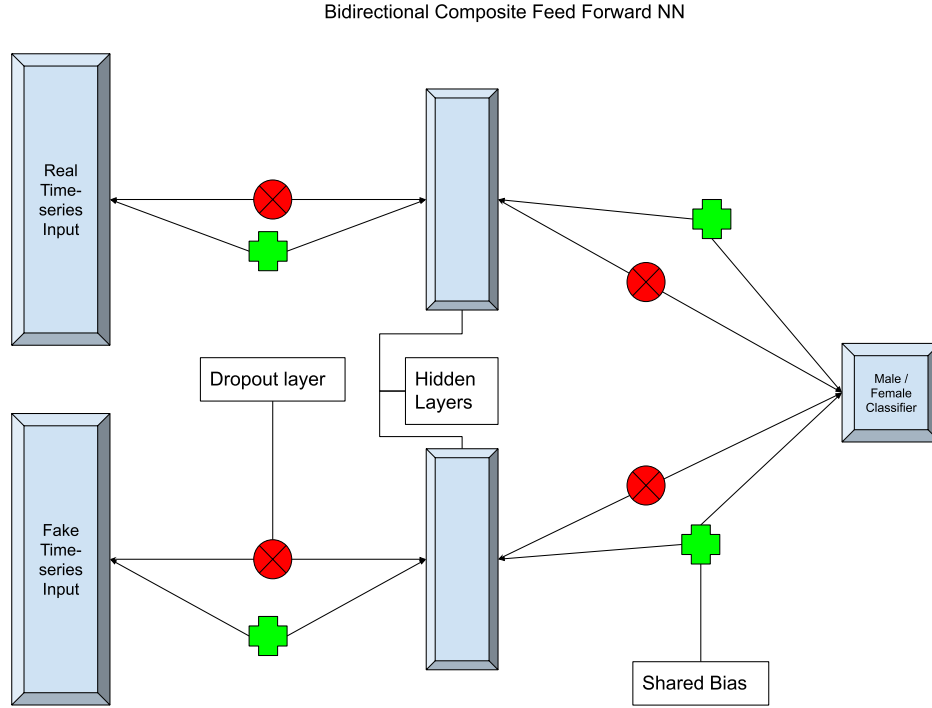 Bidirectional Composite Feed Forward NN
Real
Time-
series
Input
Dropout layer
Hidden
Layers
Male /
Female
Classifier
Fake
Time-
series
Input
Shared Bias